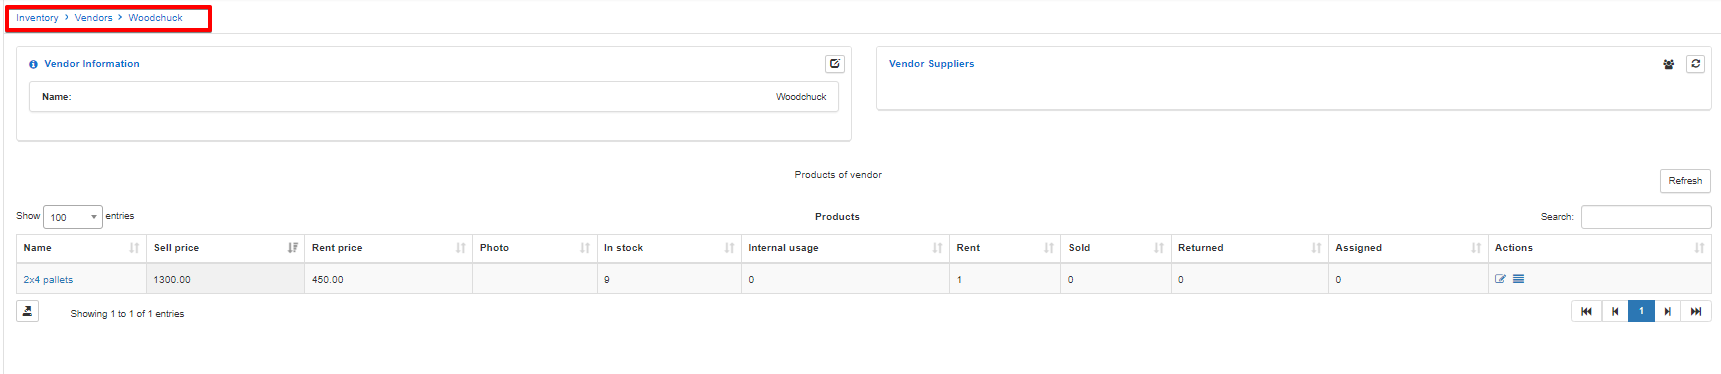 Inventory > Vendors > Woodchuck
Vendor Information
Name: Woodchuck
Vendor Suppliers
Products of vendor
Refresh
Show 100 entries
Products
Search:
Name Sell price Rent price Photo In stock Internal usage Rent Sold Returned Assigned Actions
2x4 pallets 1300.00 450.00 9 0 1 0 0 0
Showing 1 to 1 of 1 entries
1